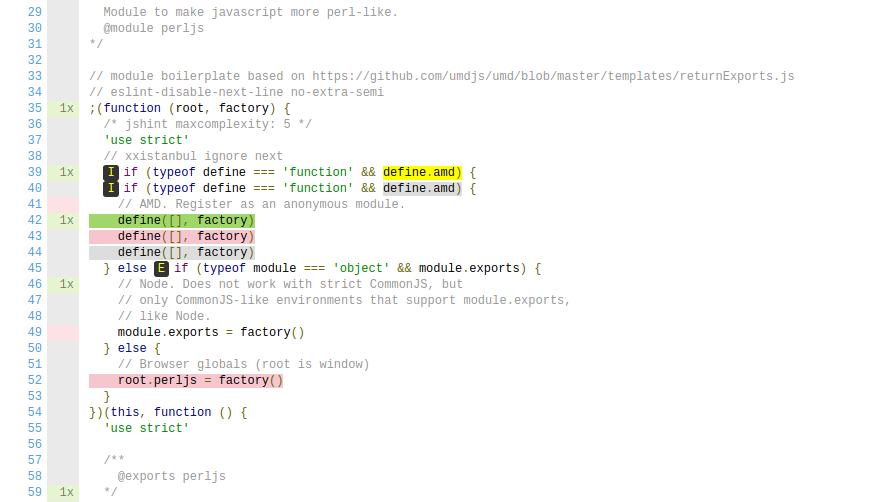 29 Module to make javascript more perl-like.
30 @module perljs
31 */
32
33 // module boilerplate based on https://github.com/umdjs/umd/blob/master/templates/returnExports.js
34 // eslint-disable-next-line no-extra-semi
35 1x ;(function (root, factory) {
36 /* jshint maxcomplexity: 5 */
37 'use strict'
38 // xxistanbul ignore next
39 1x I if (typeof define === 'function' && define.amd) {
40 I if (typeof define === 'function' && define.amd) {
41 // AMD. Register as an anonymous module.
42 1x define([], factory)
43 define([], factory)
44 define([], factory)
45 } else E if (typeof module === 'object' && module.exports) {
46 1x // Node. Does not work with strict CommonJS, but
47 // only CommonJS-like environments that support module.exports,
48 // like Node.
49 module.exports = factory()
50 } else {
51 // Browser globals (root is window)
52 root.perljs = factory()
53 }
54 })(this, function () {
55 'use strict'
56
57 /**
58 @exports perljs
59 1x */